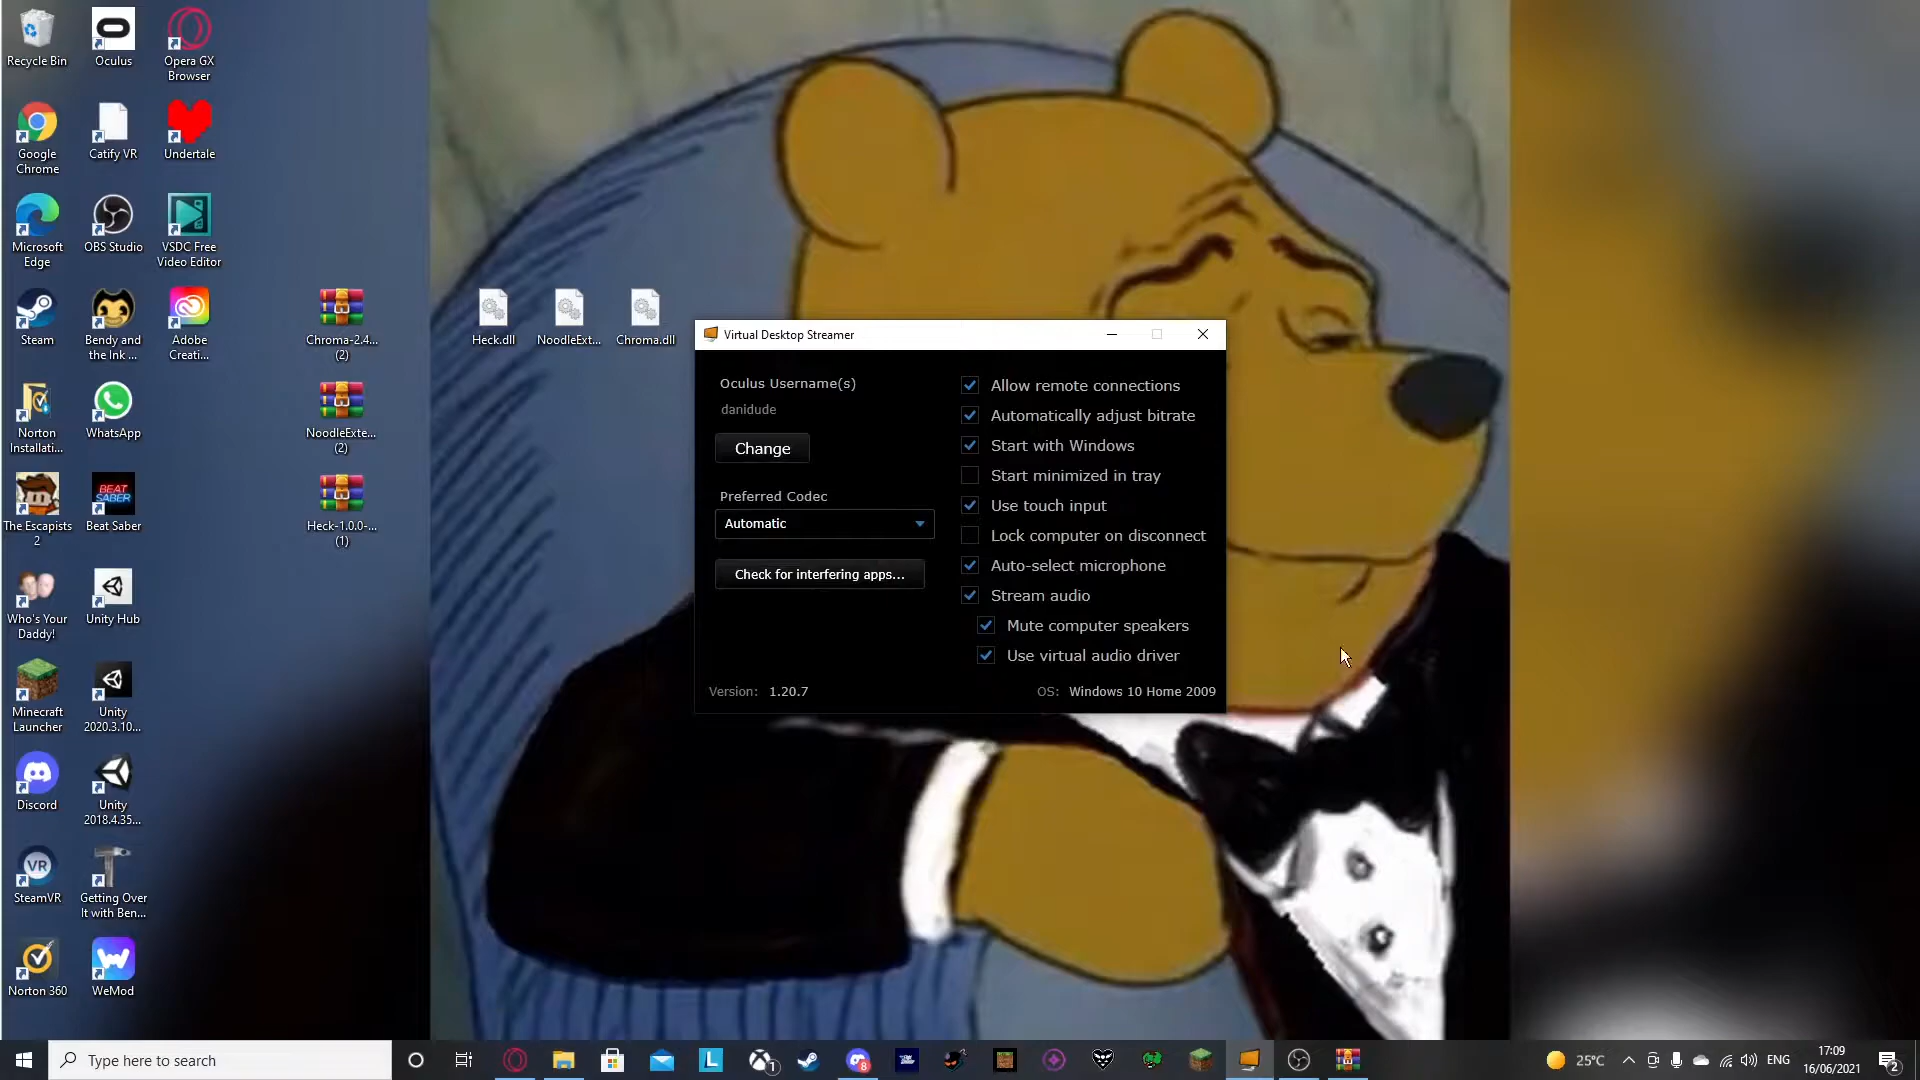 Recycle Bin
Oculus
Opera GX
Browser
Google
Chrome
Catify VR
Undertale
Microsoft
Edge
OBS Studio
VSDC Free
Video Editor
Steam
Bendy and
the Ink ...
Adobe
Creati...
Chroma-2.4...
(2)
Heck.dll
NoodleExt...
Chroma.dll
Norton
Installati...
WhatsApp
NoodleExte...
(2)
The Escapists
2
BEAT
SABER
Beat Saber
Heck-1.0.0-...
(1)
Who's Your
Daddy!
Unity Hub
Minecraft
Launcher
Unity
2020.3.10...
Discord
Unity
2018.4.35...
VR
SteamVR
Getting Over
It with Ben...
Norton 360
WeMod
Virtual Desktop Streamer
Oculus Username(s)
danidude
Change
Preferred Codec
Automatic
Check for interfering apps...
Allow remote connections
Automatically adjust bitrate
Start with Windows
Start minimized in tray
Use touch input
Lock computer on disconnect
Auto-select microphone
Stream audio
Mute computer speakers
Use virtual audio driver
Version: 1.20.7
OS: Windows 10 Home 2009
Type here to search
L
1
8
25°C
ENG
17:09
16/06/2021
2